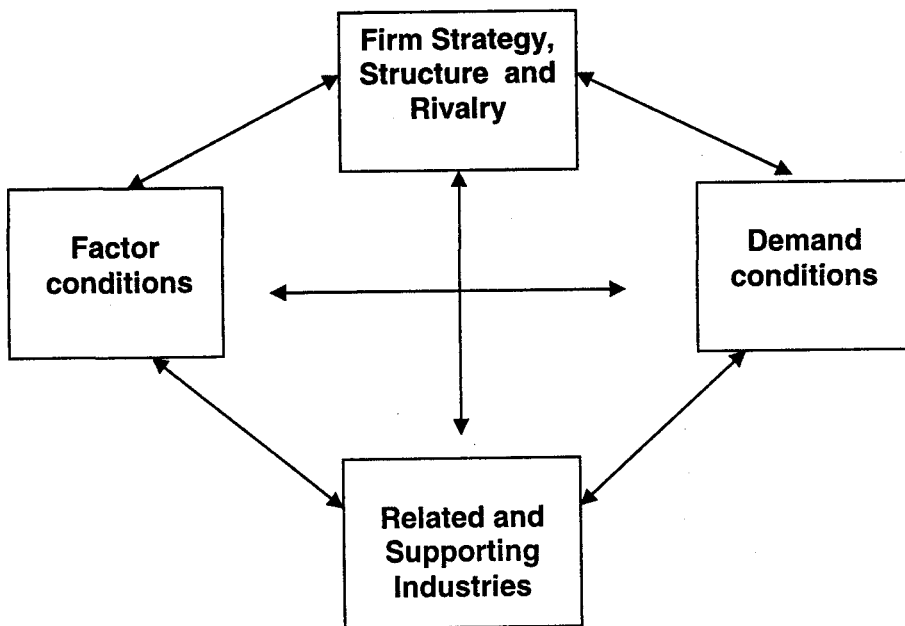 Firm Strategy,
Structure and
Rivalry
Factor
conditions
Demand
conditions
Related and
Supporting
Industries